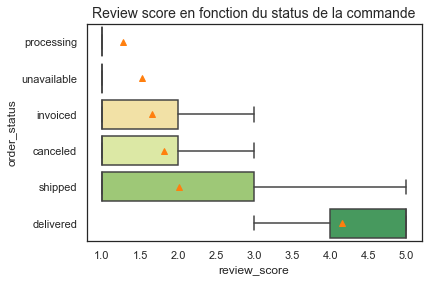 Review score en fonction du status de la commande
order_status
processing
unavailable
invoiced
canceled
shipped
delivered
1.0 1.5 2.0 2.5 3.0 3.5 4.0 4.5 5.0
review_score